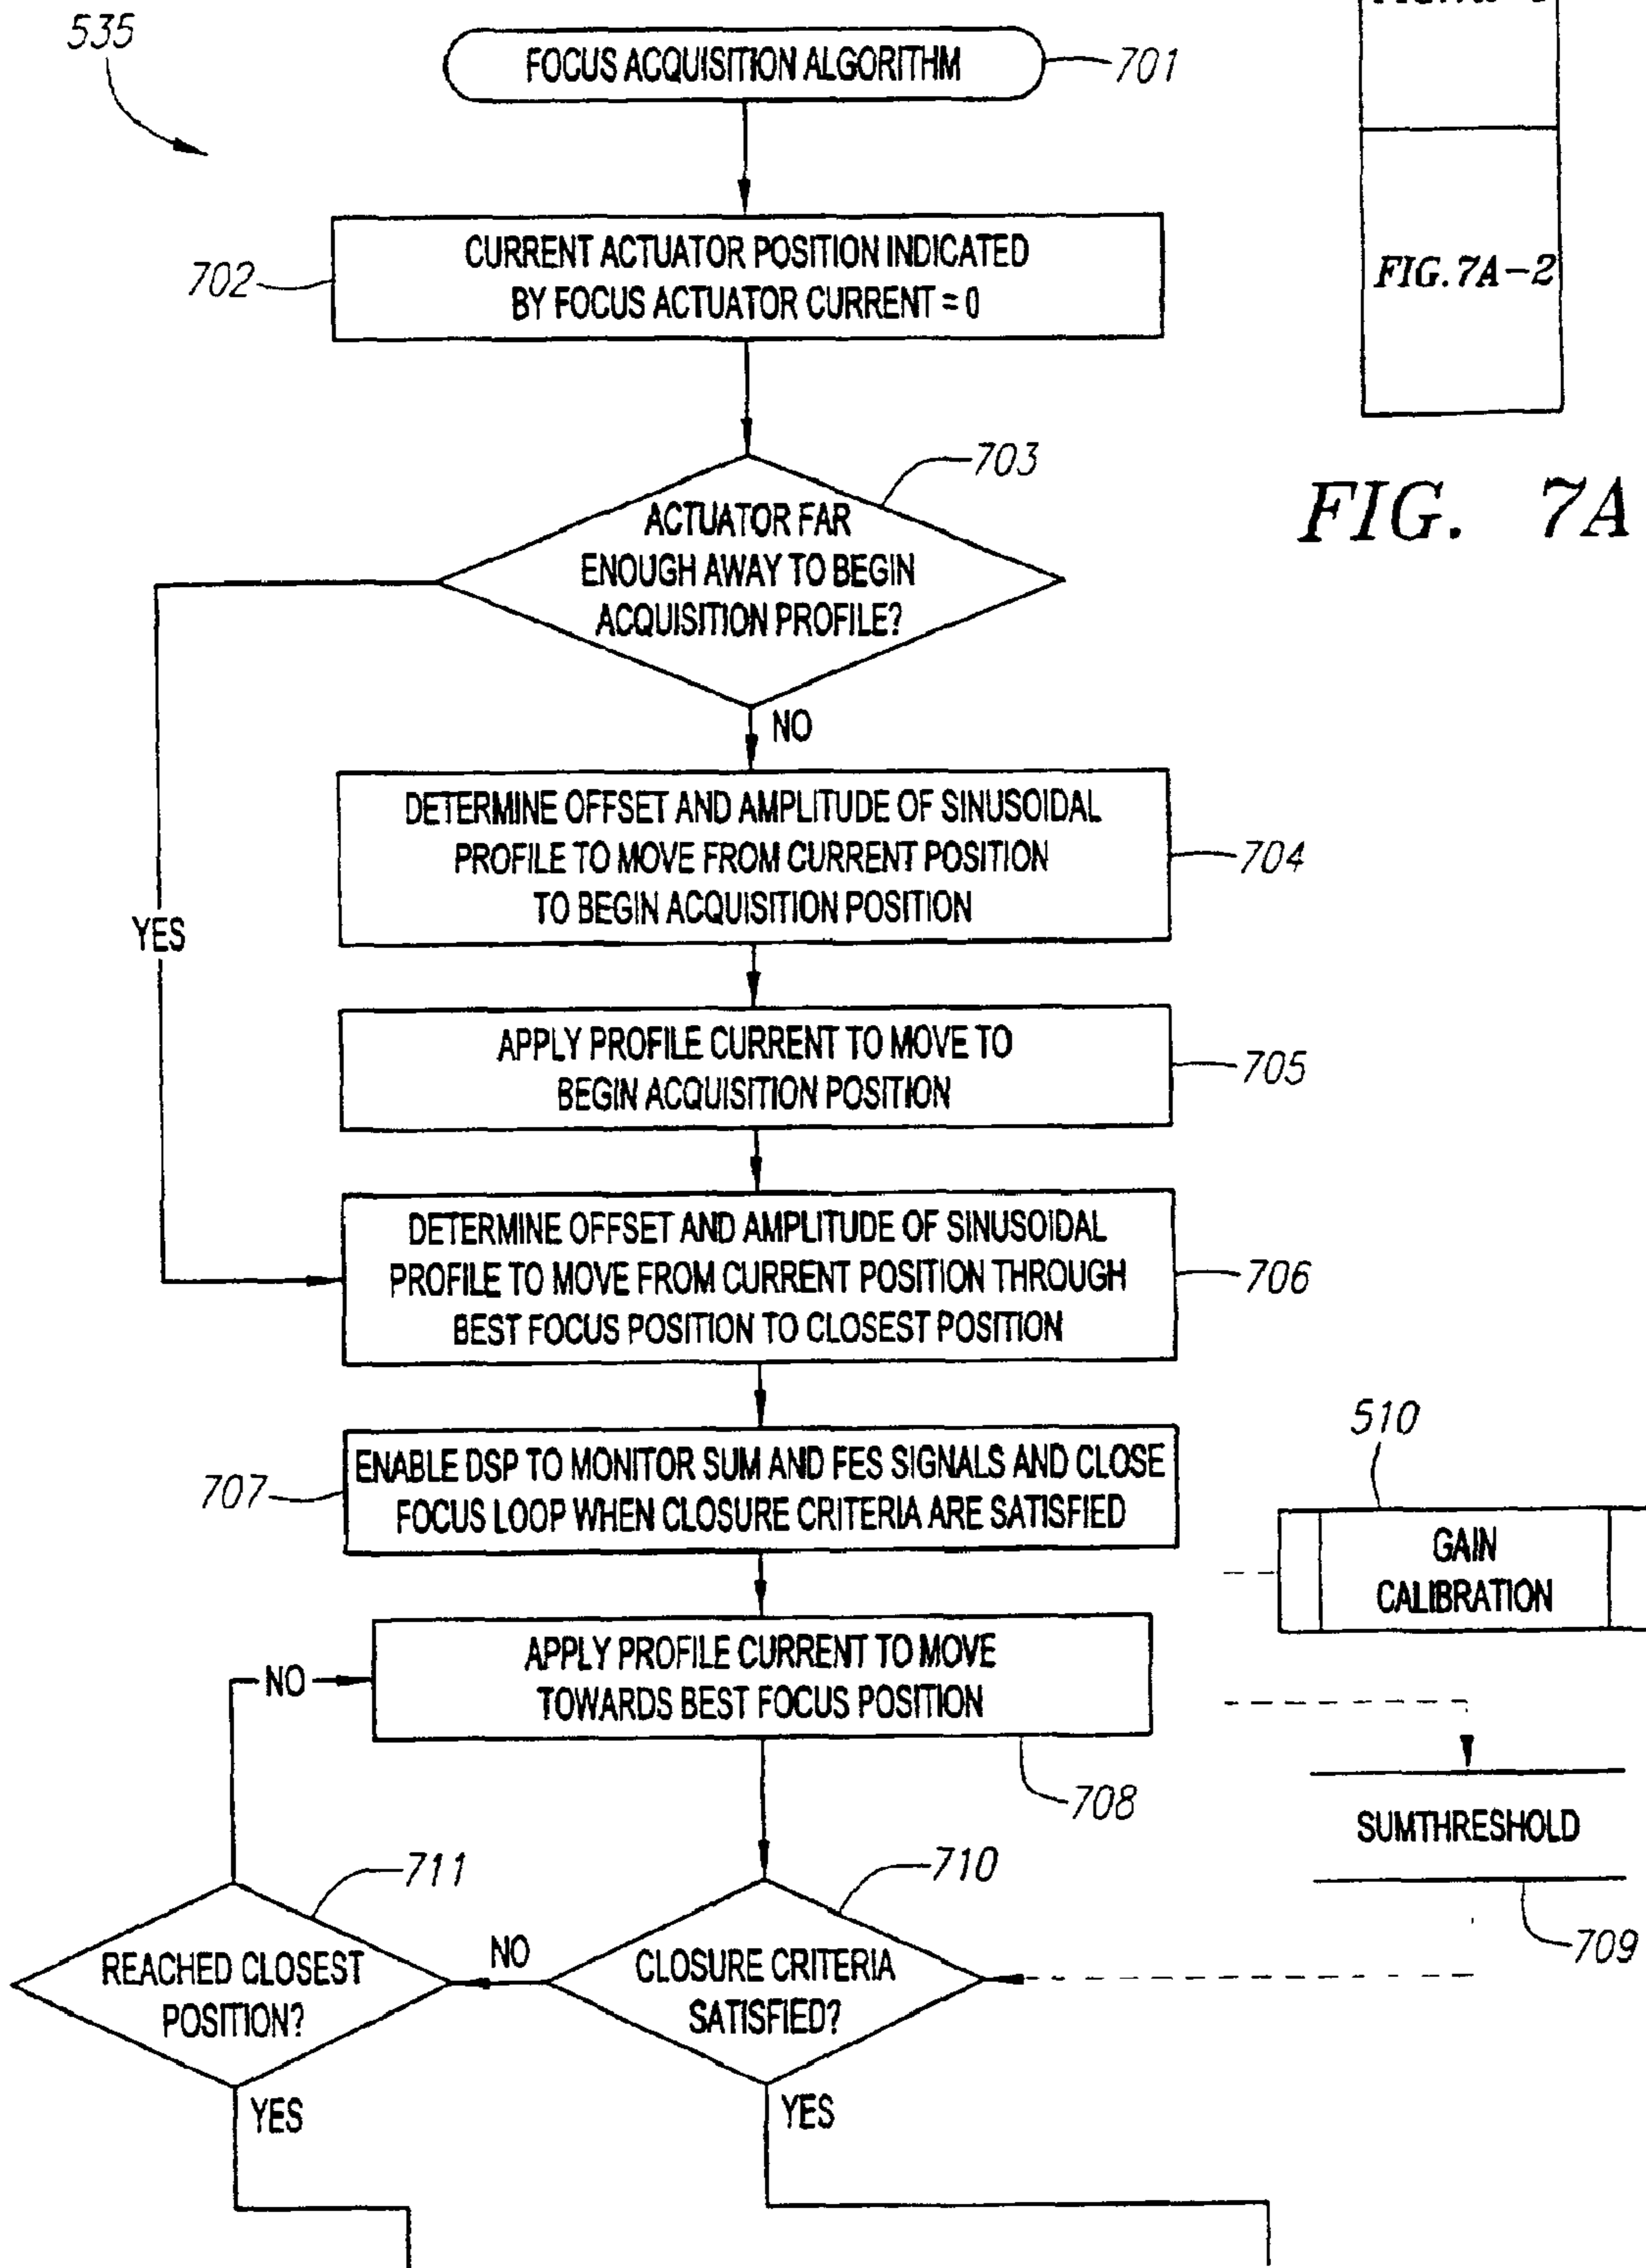 535
FOCUS ACQUISITION ALGORITHM
701
CURRENT ACTUATOR POSITION INDICATED
BY FOCUS ACTUATOR CURRENT = 0
702
FIG.7A-2
FIG. 7A
703
ACTUATOR FAR
ENOUGH AWAY TO BEGIN
ACQUISITION PROFILE?
NO
YES
DETERMINE OFFSET AND AMPLITUDE OF SINUSOIDAL
PROFILE TO MOVE FROM CURRENT POSITION
TO BEGIN ACQUISITION POSITION
704
APPLY PROFILE CURRENT TO MOVE TO
BEGIN ACQUISITION POSITION
705
DETERMINE OFFSET AND AMPLITUDE OF SINUSOIDAL
PROFILE TO MOVE FROM CURRENT POSITION THROUGH
BEST FOCUS POSITION TO CLOSEST POSITION
706
ENABLE DSP TO MONITOR SUM AND FES SIGNALS AND CLOSE
FOCUS LOOP WHEN CLOSURE CRITERIA ARE SATISFIED
707
510
GAIN
CALIBRATION
APPLY PROFILE CURRENT TO MOVE
TOWARDS BEST FOCUS POSITION
NO
708
SUMTHRESHOLD
709
711
710
REACHED CLOSEST
POSITION?
NO
CLOSURE CRITERIA
SATISFIED?
YES
YES